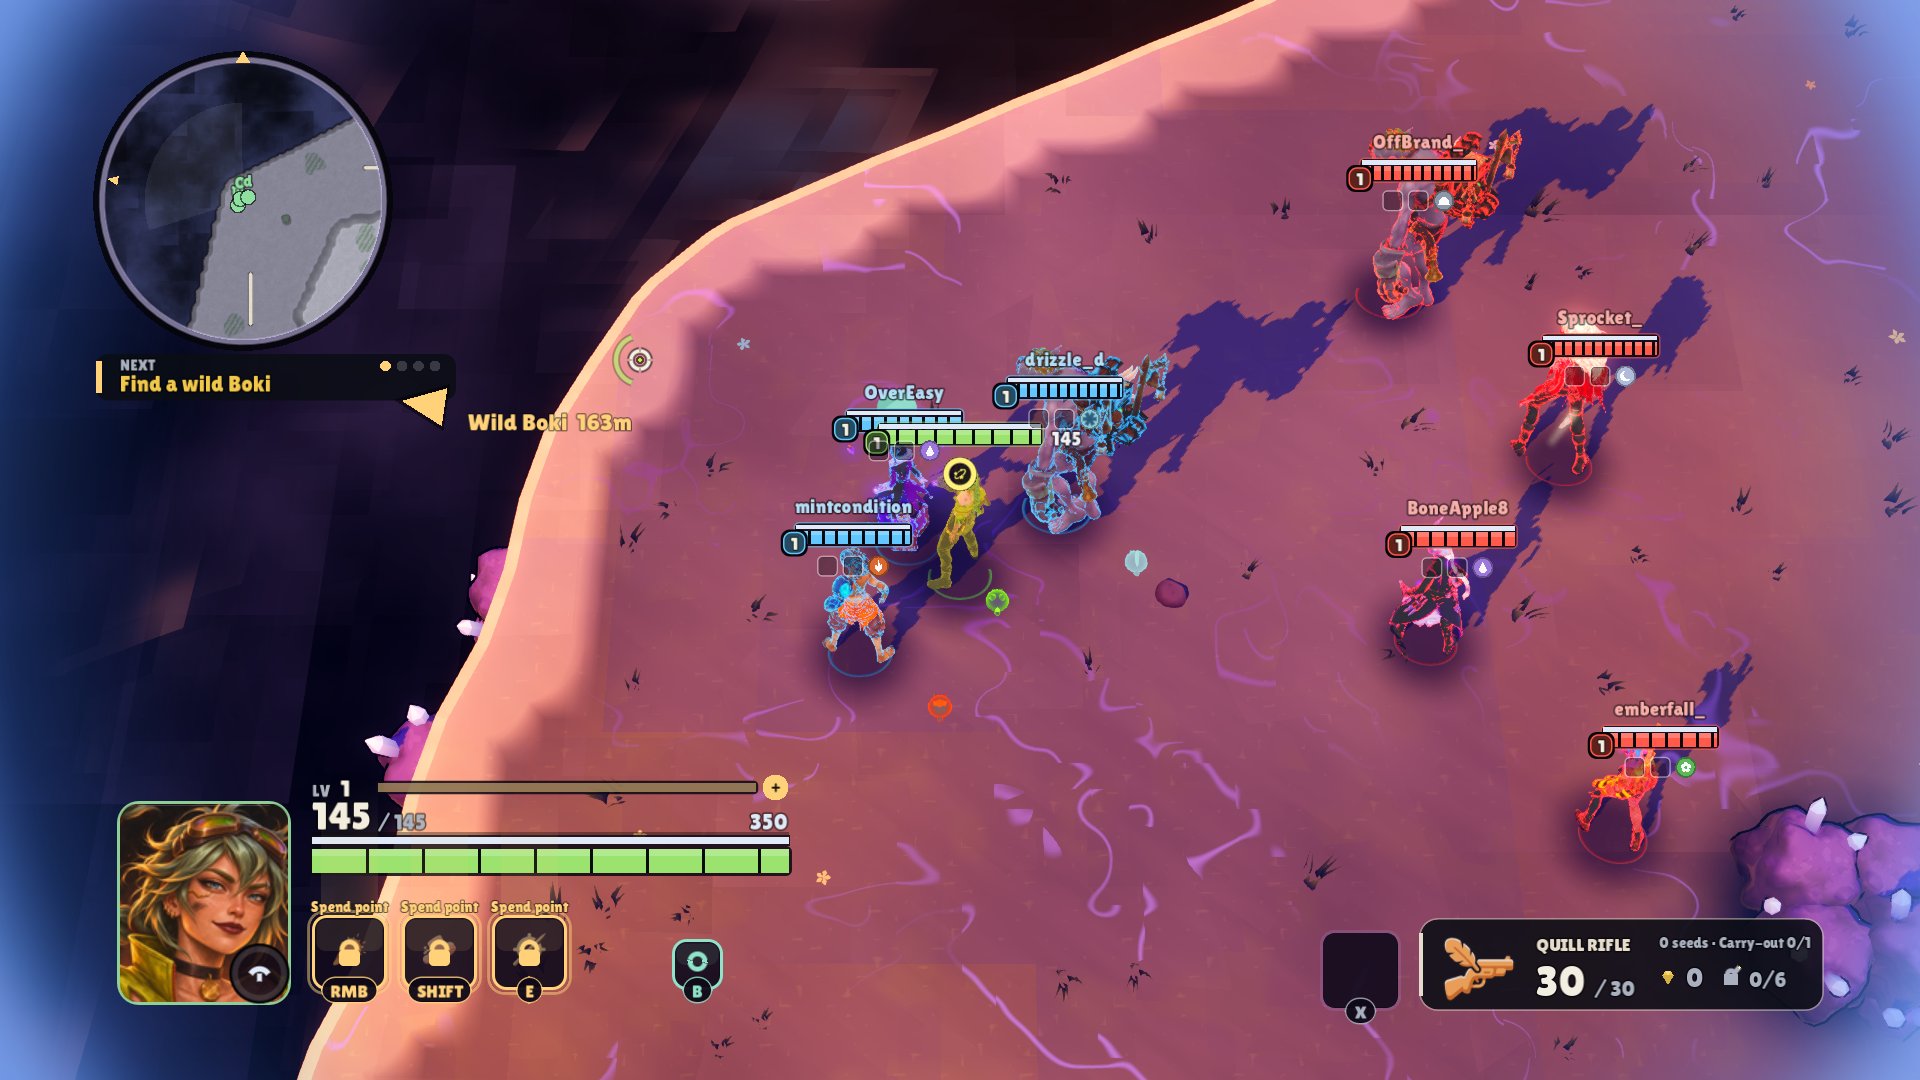 NEXT
Find a wild Boki
Wild Boki 163m
OffBrand_
1
Sprocket_
1
drizzle_d
1
OverEasy
1
1
145
mintcondition
1
BoneApple8
1
emberfall_
1
LV 1
145 / 145
350
Spend point
Spend point
Spend point
RMB
SHIFT
E
B
X
QUILL RIFLE
0 seeds · Carry-out 0/1
30 / 30
0
0/6